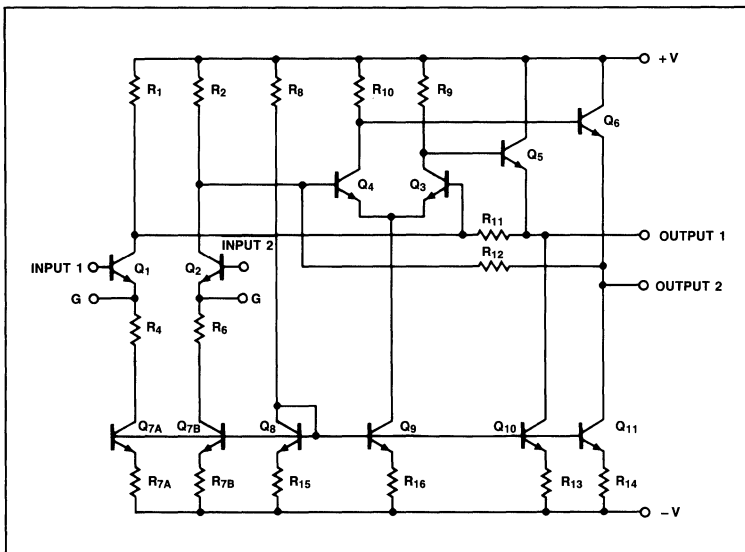 R1 R2 R8 R10 R9 +V
Q6
Q5
Q4 Q3
R11
OUTPUT 1
INPUT 2
INPUT 1 Q1 Q2 R12
G G OUTPUT 2
R4 R6
Q7A Q7B Q8 Q9 Q10 Q11
R7A R7B R15 R16 R13 R14
−V